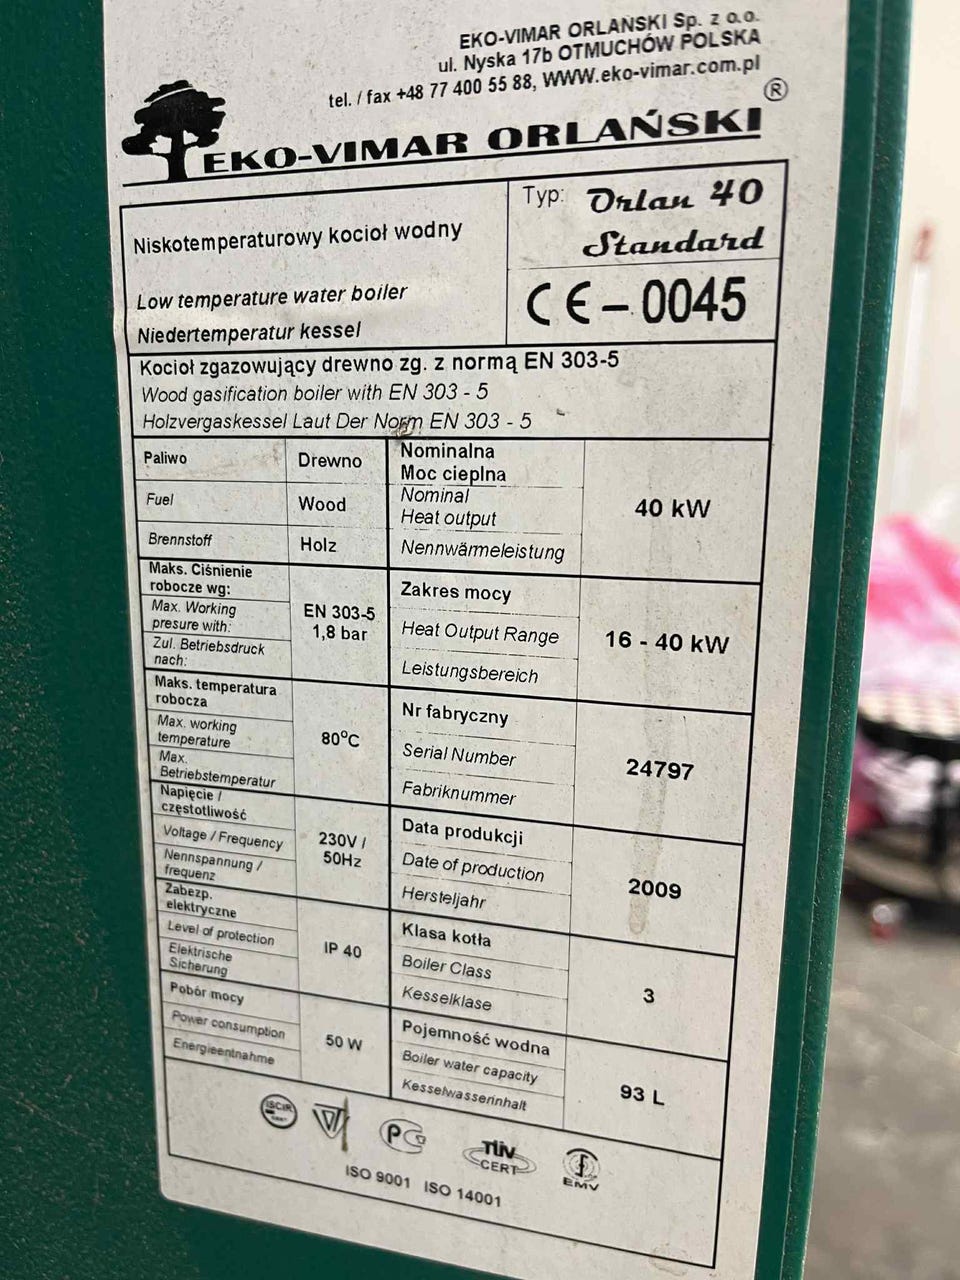 EKO-VIMAR ORLAŃSKI Sp. z o.o.
ul. Nyska 17b OTMUCHÓW POLSKA
tel. / fax +48 77 400 55 88, WWW.eko-vimar.com.pl
EKO-VIMAR ORLAŃSKI ®
Niskotemperaturowy kocioł wodny
Low temperature water boiler
Niedertemperatur kessel
Typ: Orlan 40
Standard
CE-0045
Kocioł zgazowujący drewno zg. z normą EN 303-5
Wood gasification boiler with EN 303 - 5
Holzvergaskessel Laut Der Norm EN 303 - 5
Paliwo
Drewno
Fuel
Wood
Brennstoff
Holz
Nominalna
Moc cieplna
Nominal
Heat output
Nennwärmeleistung
40 kW
Maks. Ciśnienie
robocze wg:
Max. Working
presure with:
Zul. Betriebsdruck
nach:
EN 303-5
1,8 bar
Zakres mocy
Heat Output Range
Leistungsbereich
16 - 40 kW
Maks. temperatura
robocza
Max. working
temperature
Max.
Betriebstemperatur
80°C
Nr fabryczny
Serial Number
Fabriknummer
24797
Napięcie /
częstotliwość
Voltage / Frequency
Nennspannung /
frequenz
230V /
50Hz
Data produkcji
Date of production
Hersteljahr
2009
Zabezp.
elektryczne
Level of protection
Elektrische
Sicherung
IP 40
Klasa kotła
Boiler Class
Kesselklase
3
Pobór mocy
Power consumption
Energieentnahme
50 W
Pojemność wodna
Boiler water capacity
Kesselwasserinhalt
93 L
ISCIR
TÜV
CERT
EMV
ISO 9001 ISO 14001